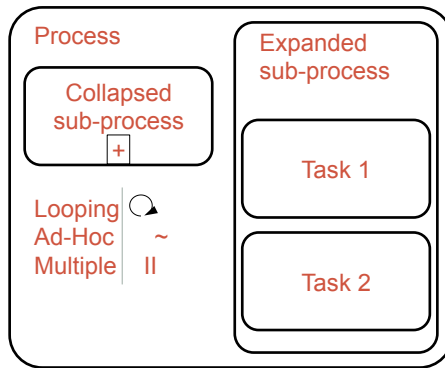 Process
Collapsed
sub-process
+
Looping
Ad-Hoc ~
Multiple II
Expanded
sub-process
Task 1
Task 2